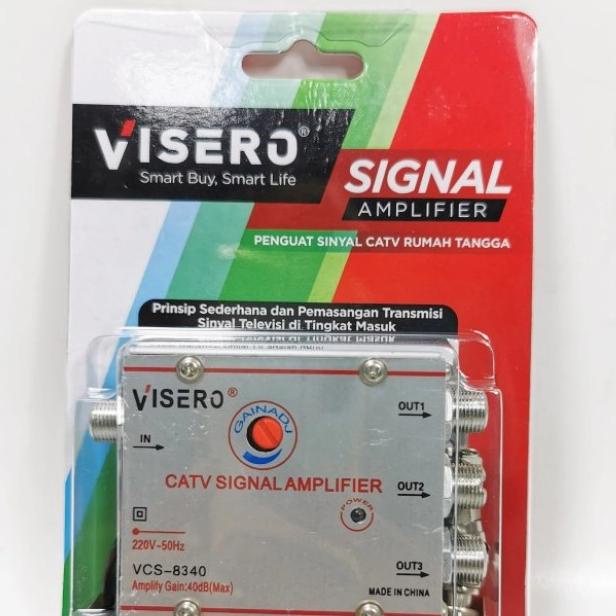 VISERO®
Smart Buy, Smart Life
SIGNAL
AMPLIFIER
PENGUAT SINYAL CATV RUMAH TANGGA
Prinsip Sederhana dan Pemasangan Transmisi
Sinyal Televisi di Tingkat Masuk
VISERO®
GAINADJ
IN
OUT1
CATV SIGNAL AMPLIFIER
OUT2
POWER
220V~50Hz
VCS-8340
OUT3
Amplify Gain:40dB(Max)
MADE IN CHINA